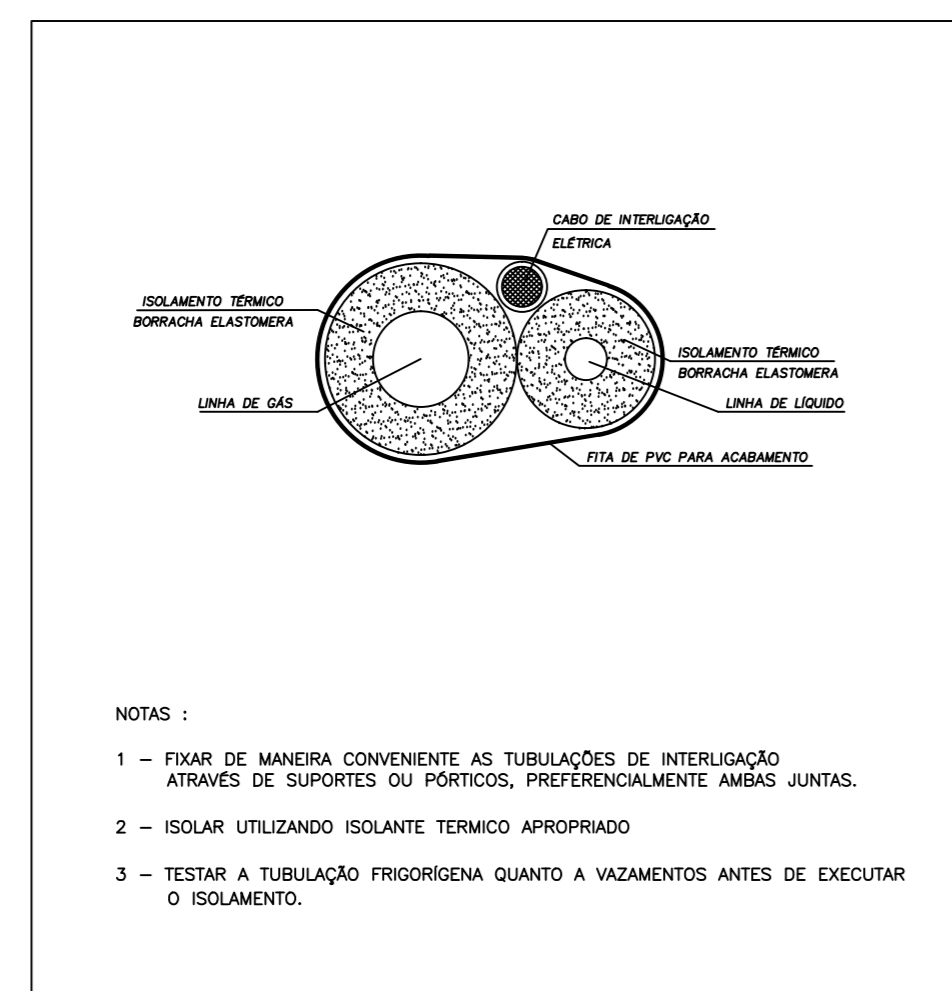 CABO DE INTERLIGAÇÃO
ELÉTRICA
ISOLAMENTO TÉRMICO
BORRACHA ELASTOMERA
LINHA DE GÁS
ISOLAMENTO TÉRMICO
BORRACHA ELASTOMERA
LINHA DE LÍQUIDO
FITA DE PVC PARA ACABAMENTO
NOTAS :
1 – FIXAR DE MANEIRA CONVENIENTE AS TUBULAÇÕES DE INTERLIGAÇÃO
ATRAVÉS DE SUPORTES OU PÓRTICOS, PREFERENCIALMENTE AMBAS JUNTAS.
2 – ISOLAR UTILIZANDO ISOLANTE TERMICO APROPRIADO
3 – TESTAR A TUBULAÇÃO FRIGORÍGENA QUANTO A VAZAMENTOS ANTES DE EXECUTAR
O ISOLAMENTO.